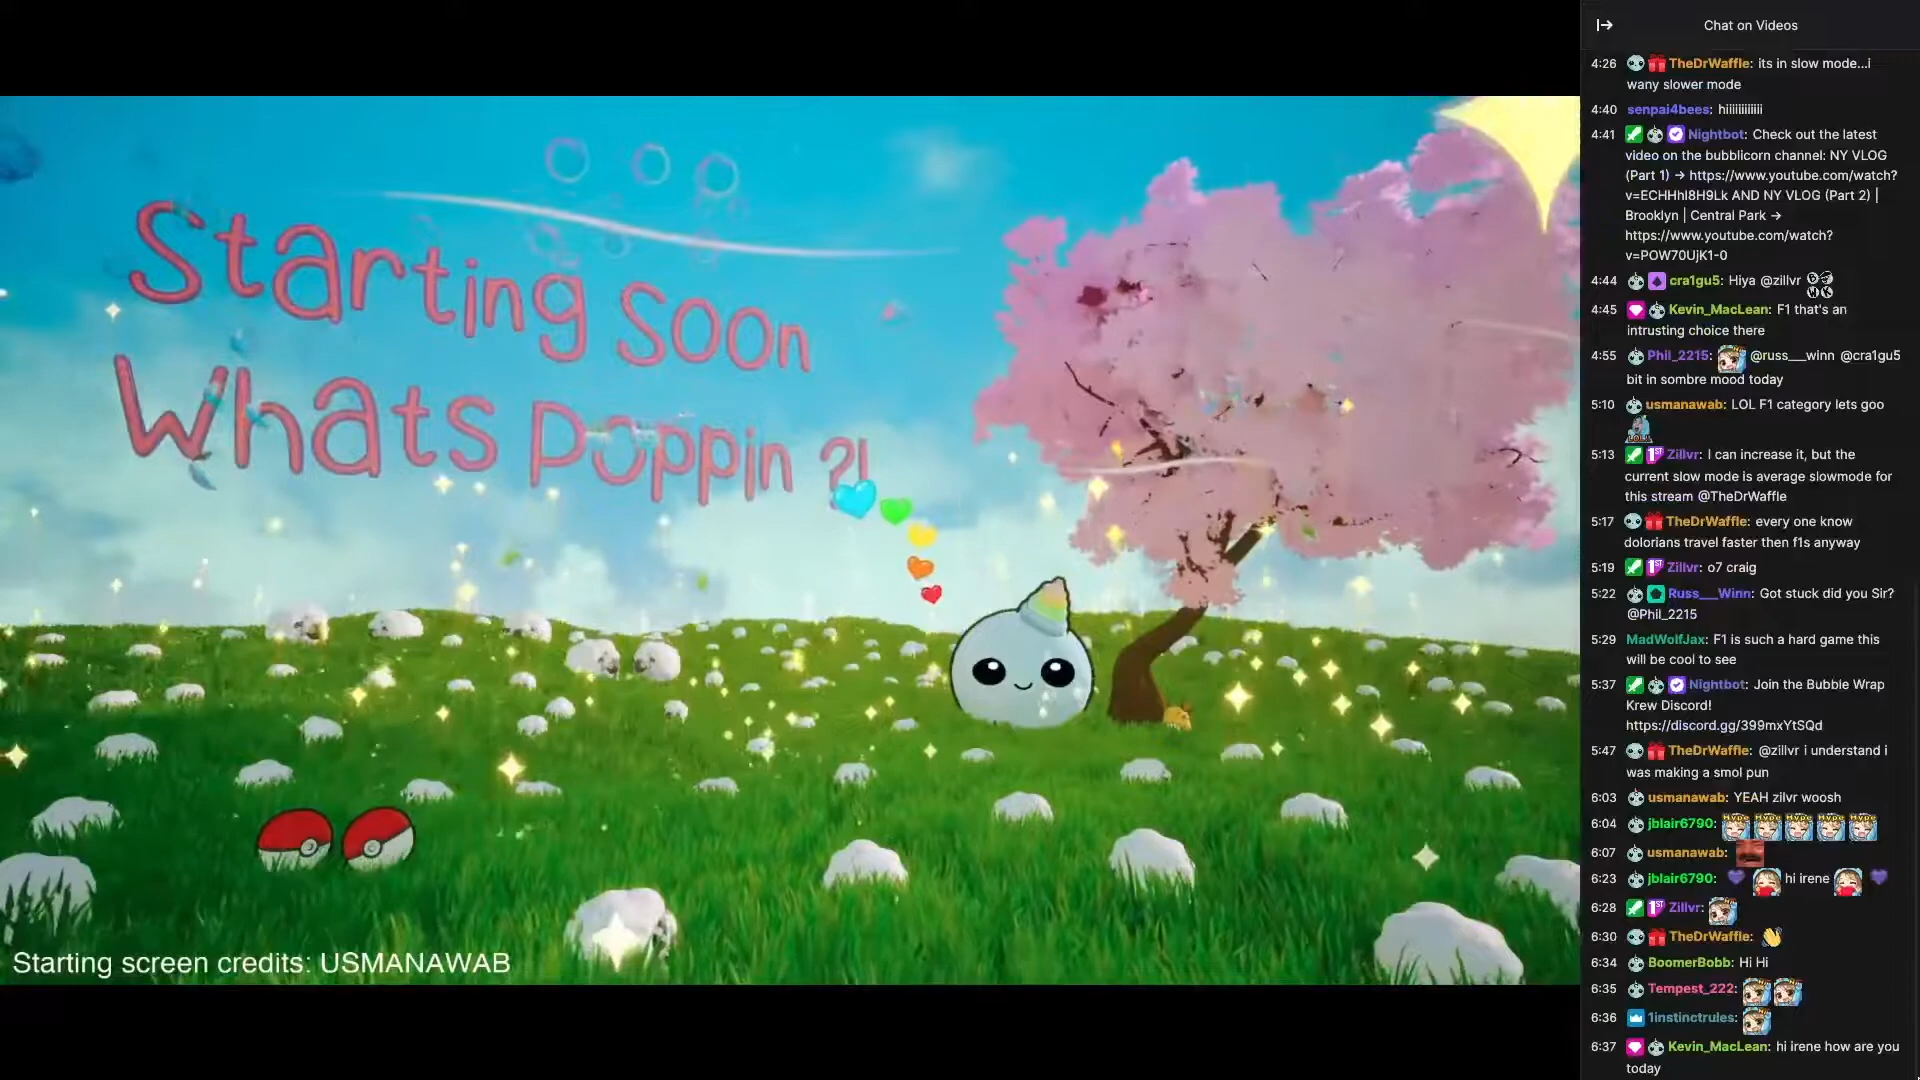 Chat on Videos
Starting soon
Whats poppin ?!
Starting screen credits: USMANAWAB
4:26 TheDrWaffle: its in slow mode...i
wany slower mode
4:40 senpai4bees: hiiiiiiiiiiiii
4:41 Nightbot: Check out the latest
video on the bubblicorn channel: NY VLOG
(Part 1) → https://www.youtube.com/watch?
v=ECHHhI8H9Lk AND NY VLOG (Part 2) |
Brooklyn | Central Park →
https://www.youtube.com/watch?
v=POW70UjK1-0
4:44 cra1gu5: Hiya @zillvr
4:45 Kevin_MacLean: F1 that's an
intrusting choice there
4:55 Phil_2215: @russ___winn @cra1gu5
bit in sombre mood today
5:10 usmanawab: LOL F1 category lets goo
5:13 Zillvr: I can increase it, but the
current slow mode is average slowmode for
this stream @TheDrWaffle
5:17 TheDrWaffle: every one know
dolorians travel faster then f1s anyway
5:19 Zillvr: o7 craig
5:22 Russ___Winn: Got stuck did you Sir?
@Phil_2215
5:29 MadWolfJax: F1 is such a hard game this
will be cool to see
5:37 Nightbot: Join the Bubble Wrap
Krew Discord!
https://discord.gg/399mxYtSQd
5:47 TheDrWaffle: @zillvr i understand i
was making a smol pun
6:03 usmanawab: YEAH zilvr woosh
6:04 jblair6790: HYPE HYPE HYPE HYPE HYPE
6:07 usmanawab:
6:23 jblair6790: hi irene
6:28 Zillvr:
6:30 TheDrWaffle:
6:34 BoomerBobb: Hi Hi
6:35 Tempest_222:
6:36 1instinctrules:
6:37 Kevin_MacLean: hi irene how are you
today